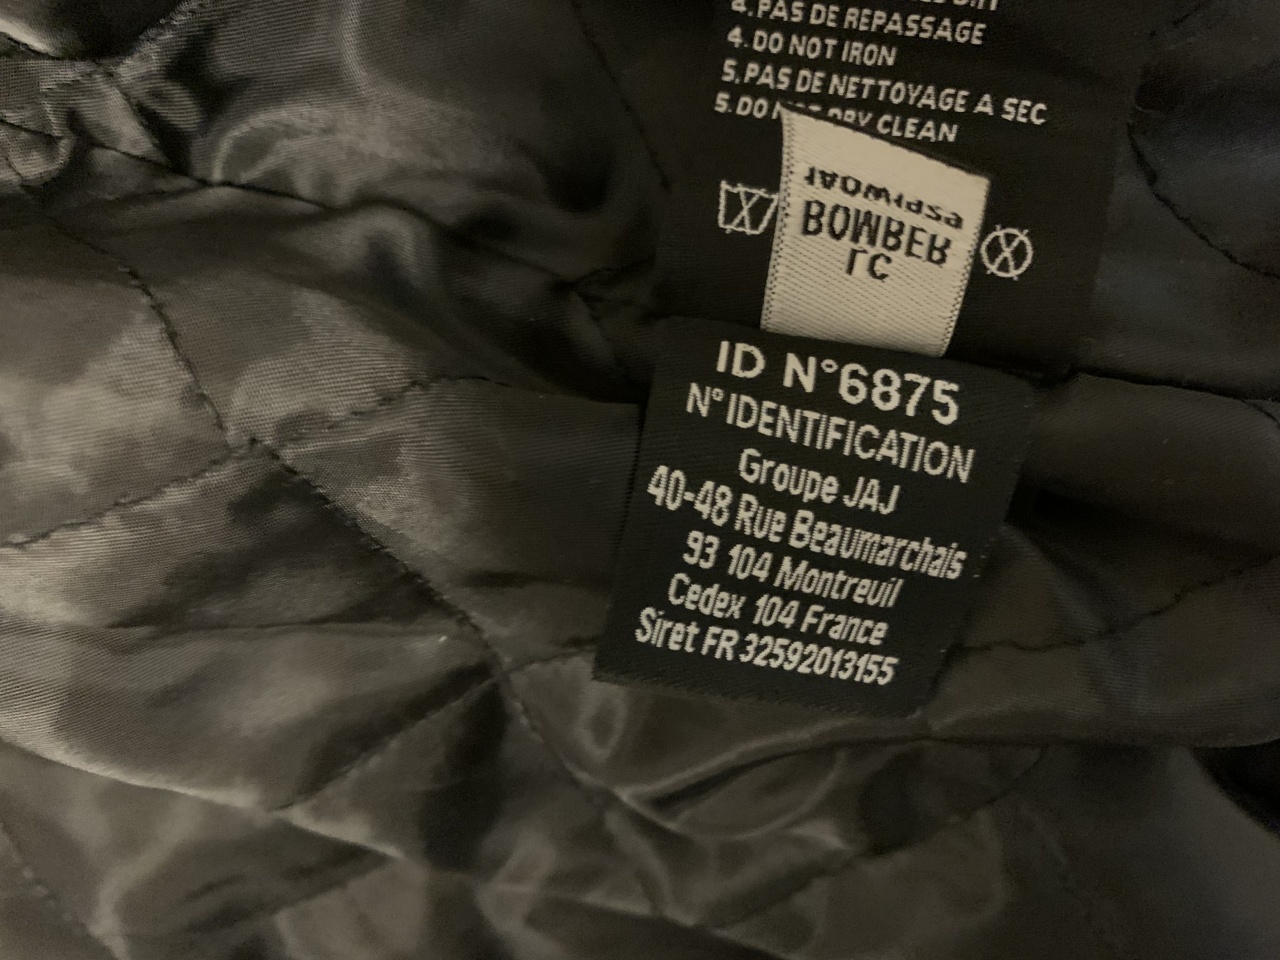 4.PAS DE REPASSAGE
4.DO NOT IRON
5.PAS DE NETTOYAGE A SEC
5.DO NOT DRY CLEAN
LC
BOMBER
ID N°6875
N° IDENTIFICATION
Groupe JAJ
40-48 Rue Beaumarchais
93 104 Montreuil
Cedex 104 France
Siret FR 32592013155